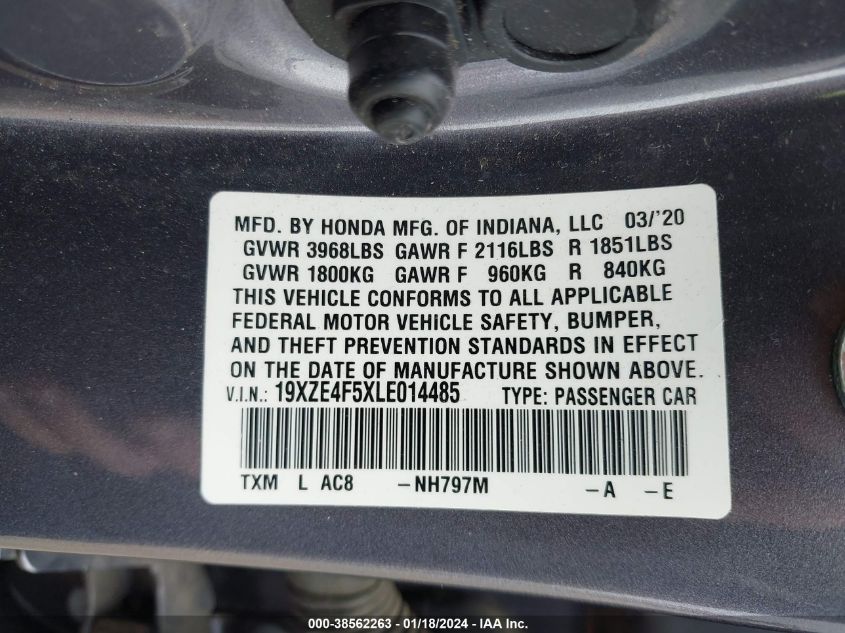 MFD. BY HONDA MFG. OF INDIANA, LLC 03/'20
GVWR 3968LBS GAWR F 2116LBS R 1851LBS
GVWR 1800KG GAWR F 960KG R 840KG
THIS VEHICLE CONFORMS TO ALL APPLICABLE
FEDERAL MOTOR VEHICLE SAFETY, BUMPER,
AND THEFT PREVENTION STANDARDS IN EFFECT
ON THE DATE OF MANUFACTURE SHOWN ABOVE.
V.I.N.: 19XZE4F5XLE014485 TYPE: PASSENGER CAR
TXM L AC8 -NH797M -A -E
000-38562263 - 01/18/2024 - IAA Inc.